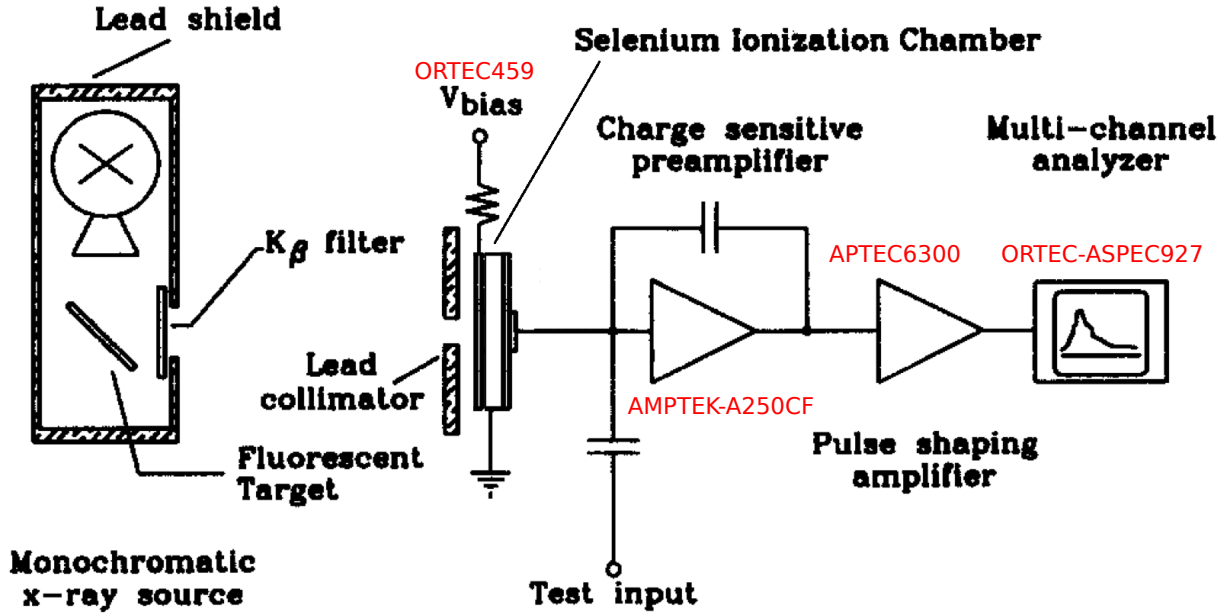 Lead shield
Selenium Ionization Chamber
ORTEC459
Vbias
Charge sensitive
preamplifier
Multi-channel
analyzer
Kβ filter
APTEC6300
ORTEC-ASPEC927
Lead
collimator
AMPTEK-A250CF
Fluorescent
Target
Pulse shaping
amplifier
Monochromatic
x-ray source
Test input